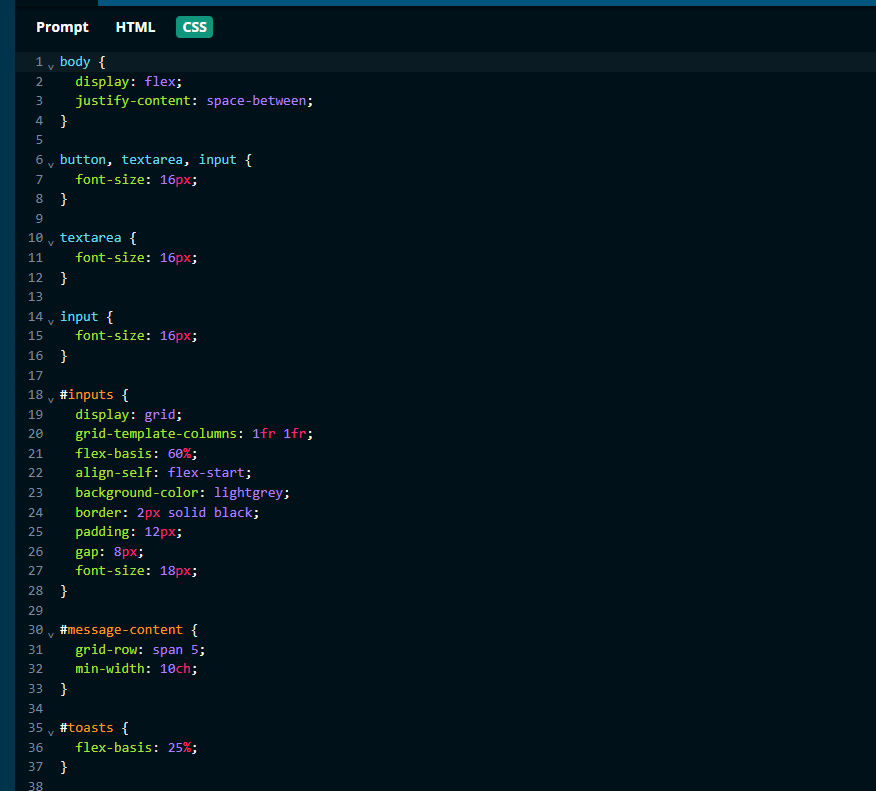 Prompt HTML CSS
1 body {
2   display: flex;
3   justify-content: space-between;
4 }
5
6 button, textarea, input {
7   font-size: 16px;
8 }
9
10 textarea {
11   font-size: 16px;
12 }
13
14 input {
15   font-size: 16px;
16 }
17
18 #inputs {
19   display: grid;
20   grid-template-columns: 1fr 1fr;
21   flex-basis: 60%;
22   align-self: flex-start;
23   background-color: lightgrey;
24   border: 2px solid black;
25   padding: 12px;
26   gap: 8px;
27   font-size: 18px;
28 }
29
30 #message-content {
31   grid-row: span 5;
32   min-width: 10ch;
33 }
34
35 #toasts {
36   flex-basis: 25%;
37 }
38